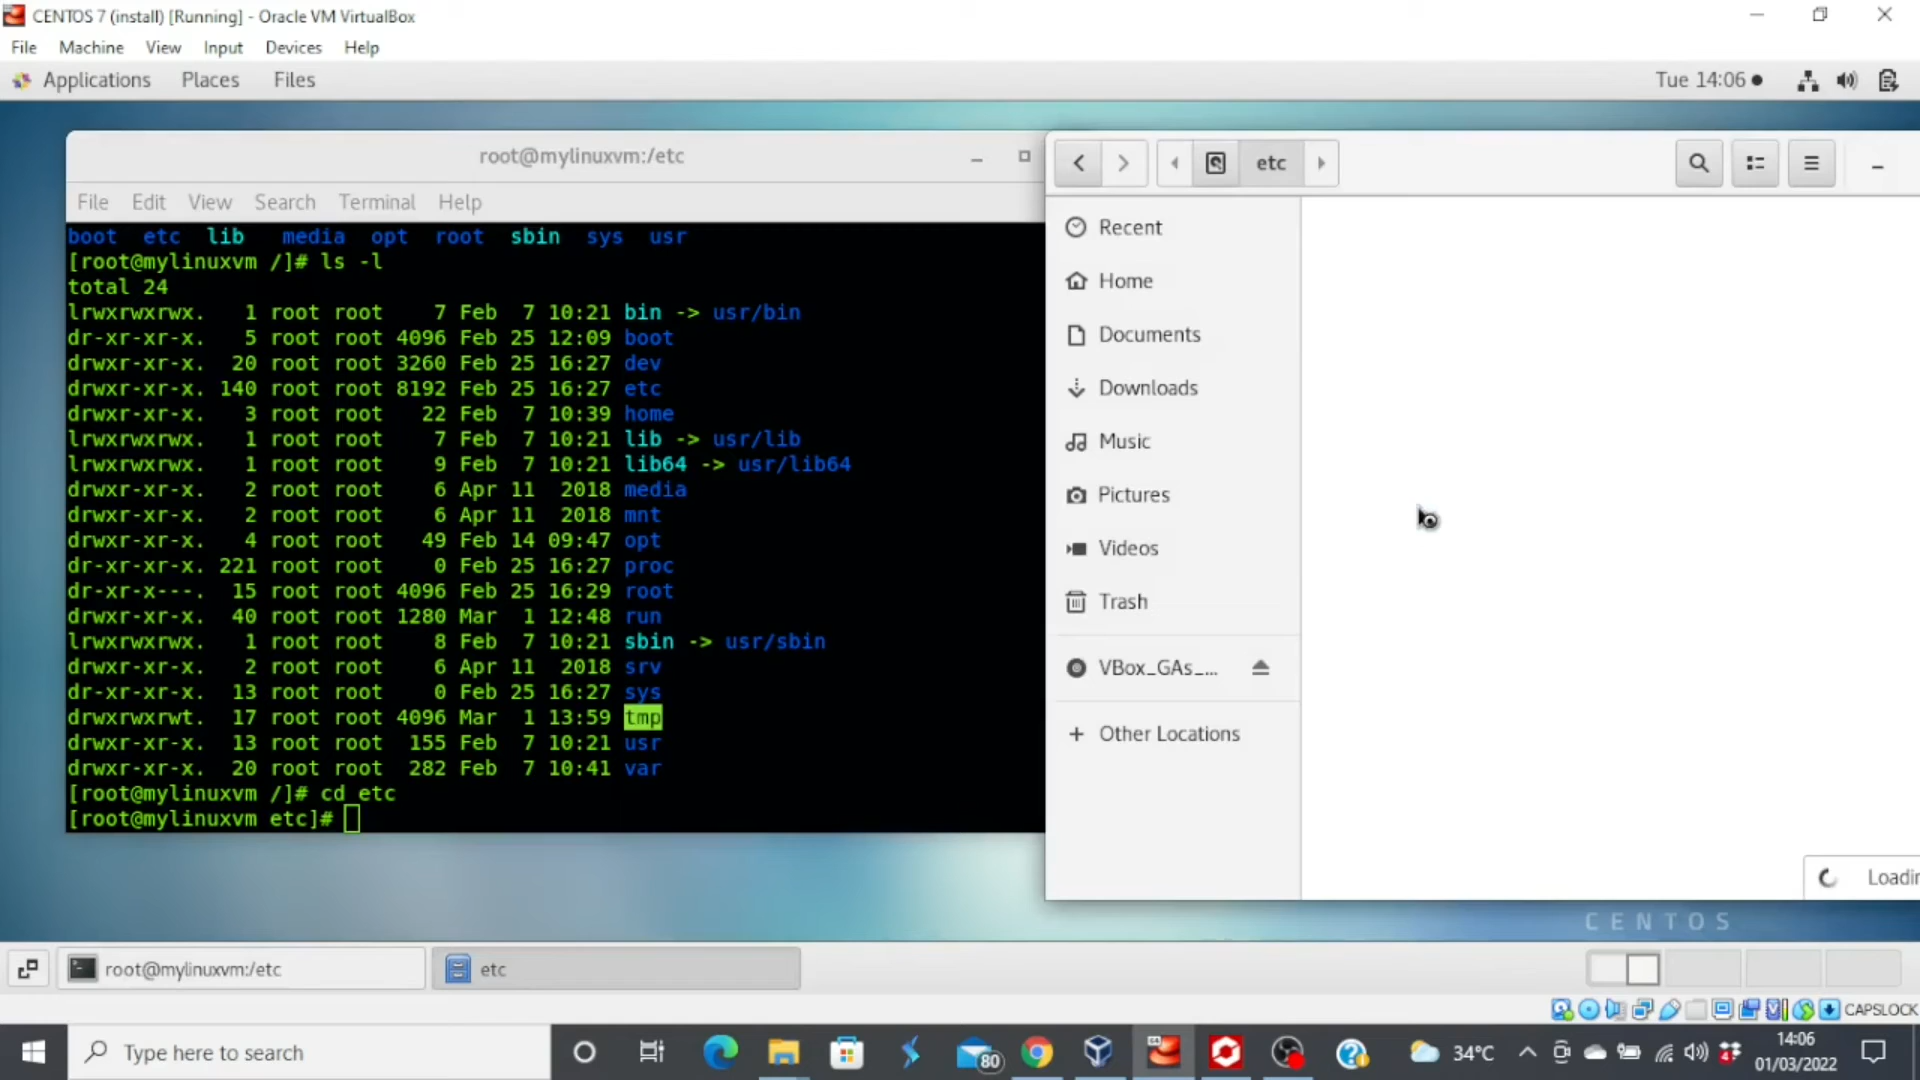 CENTOS 7 (install) [Running] - Oracle VM VirtualBox
File Machine View Input Devices Help
Applications Places Files Tue 14:06
root@mylinuxvm:/etc
File Edit View Search Terminal Help
boot etc lib media opt root sbin sys usr
[root@mylinuxvm /]# ls -l
total 24
lrwxrwxrwx. 1 root root 7 Feb 7 10:21 bin -> usr/bin
dr-xr-xr-x. 5 root root 4096 Feb 25 12:09 boot
drwxr-xr-x. 20 root root 3260 Feb 25 16:27 dev
drwxr-xr-x. 140 root root 8192 Feb 25 16:27 etc
drwxr-xr-x. 3 root root 22 Feb 7 10:39 home
lrwxrwxrwx. 1 root root 7 Feb 7 10:21 lib -> usr/lib
lrwxrwxrwx. 1 root root 9 Feb 7 10:21 lib64 -> usr/lib64
drwxr-xr-x. 2 root root 6 Apr 11 2018 media
drwxr-xr-x. 2 root root 6 Apr 11 2018 mnt
drwxr-xr-x. 4 root root 49 Feb 14 09:47 opt
dr-xr-xr-x. 221 root root 0 Feb 25 16:27 proc
dr-xr-x---. 15 root root 4096 Feb 25 16:29 root
drwxr-xr-x. 40 root root 1280 Mar 1 12:48 run
lrwxrwxrwx. 1 root root 8 Feb 7 10:21 sbin -> usr/sbin
drwxr-xr-x. 2 root root 6 Apr 11 2018 srv
dr-xr-xr-x. 13 root root 0 Feb 25 16:27 sys
drwxrwxrwt. 17 root root 4096 Mar 1 13:59 tmp
drwxr-xr-x. 13 root root 155 Feb 7 10:21 usr
drwxr-xr-x. 20 root root 282 Feb 7 10:41 var
[root@mylinuxvm /]# cd etc
[root@mylinuxvm etc]#
etc
Recent
Home
Documents
Downloads
Music
Pictures
Videos
Trash
VBox_GAs_...
Other Locations
Loadin
CENTOS
root@mylinuxvm:/etc
etc
CAPSLOCK
Type here to search
80
34°C
14:06
01/03/2022